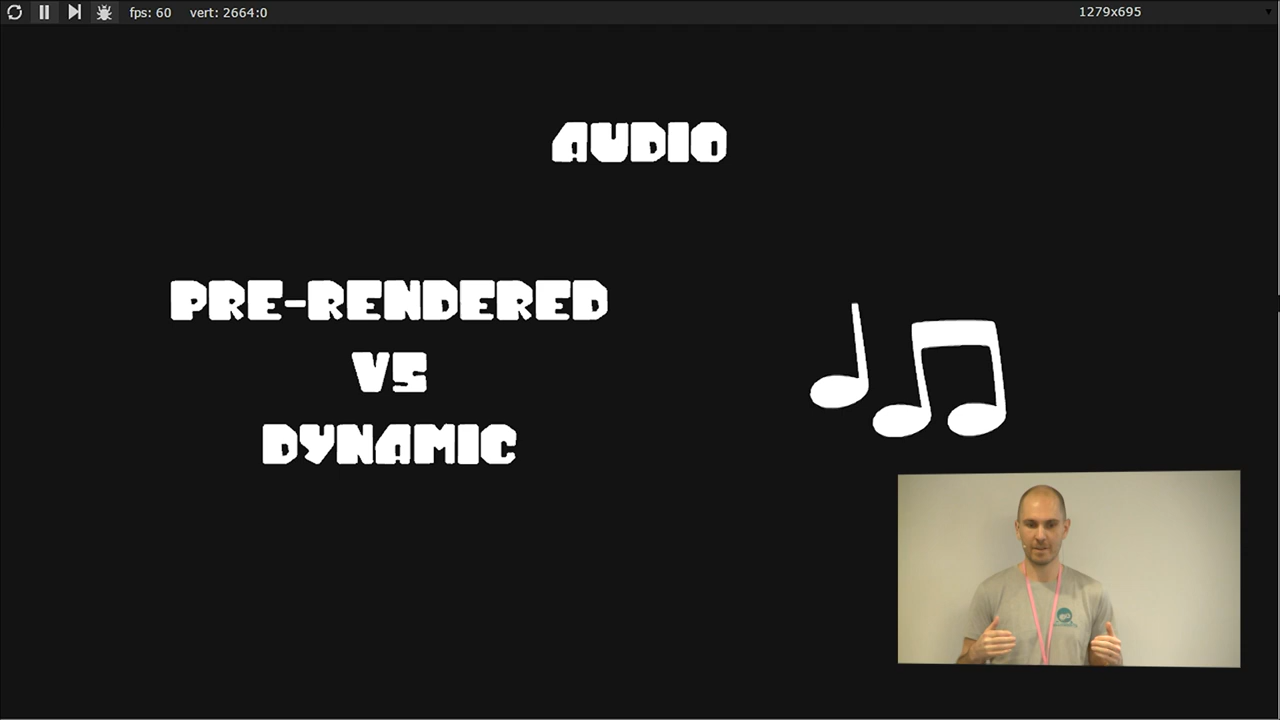 fps: 60 vert: 2664:0 1279x695
AUDIO
PRE-RENDERED
VS
DYNAMIC